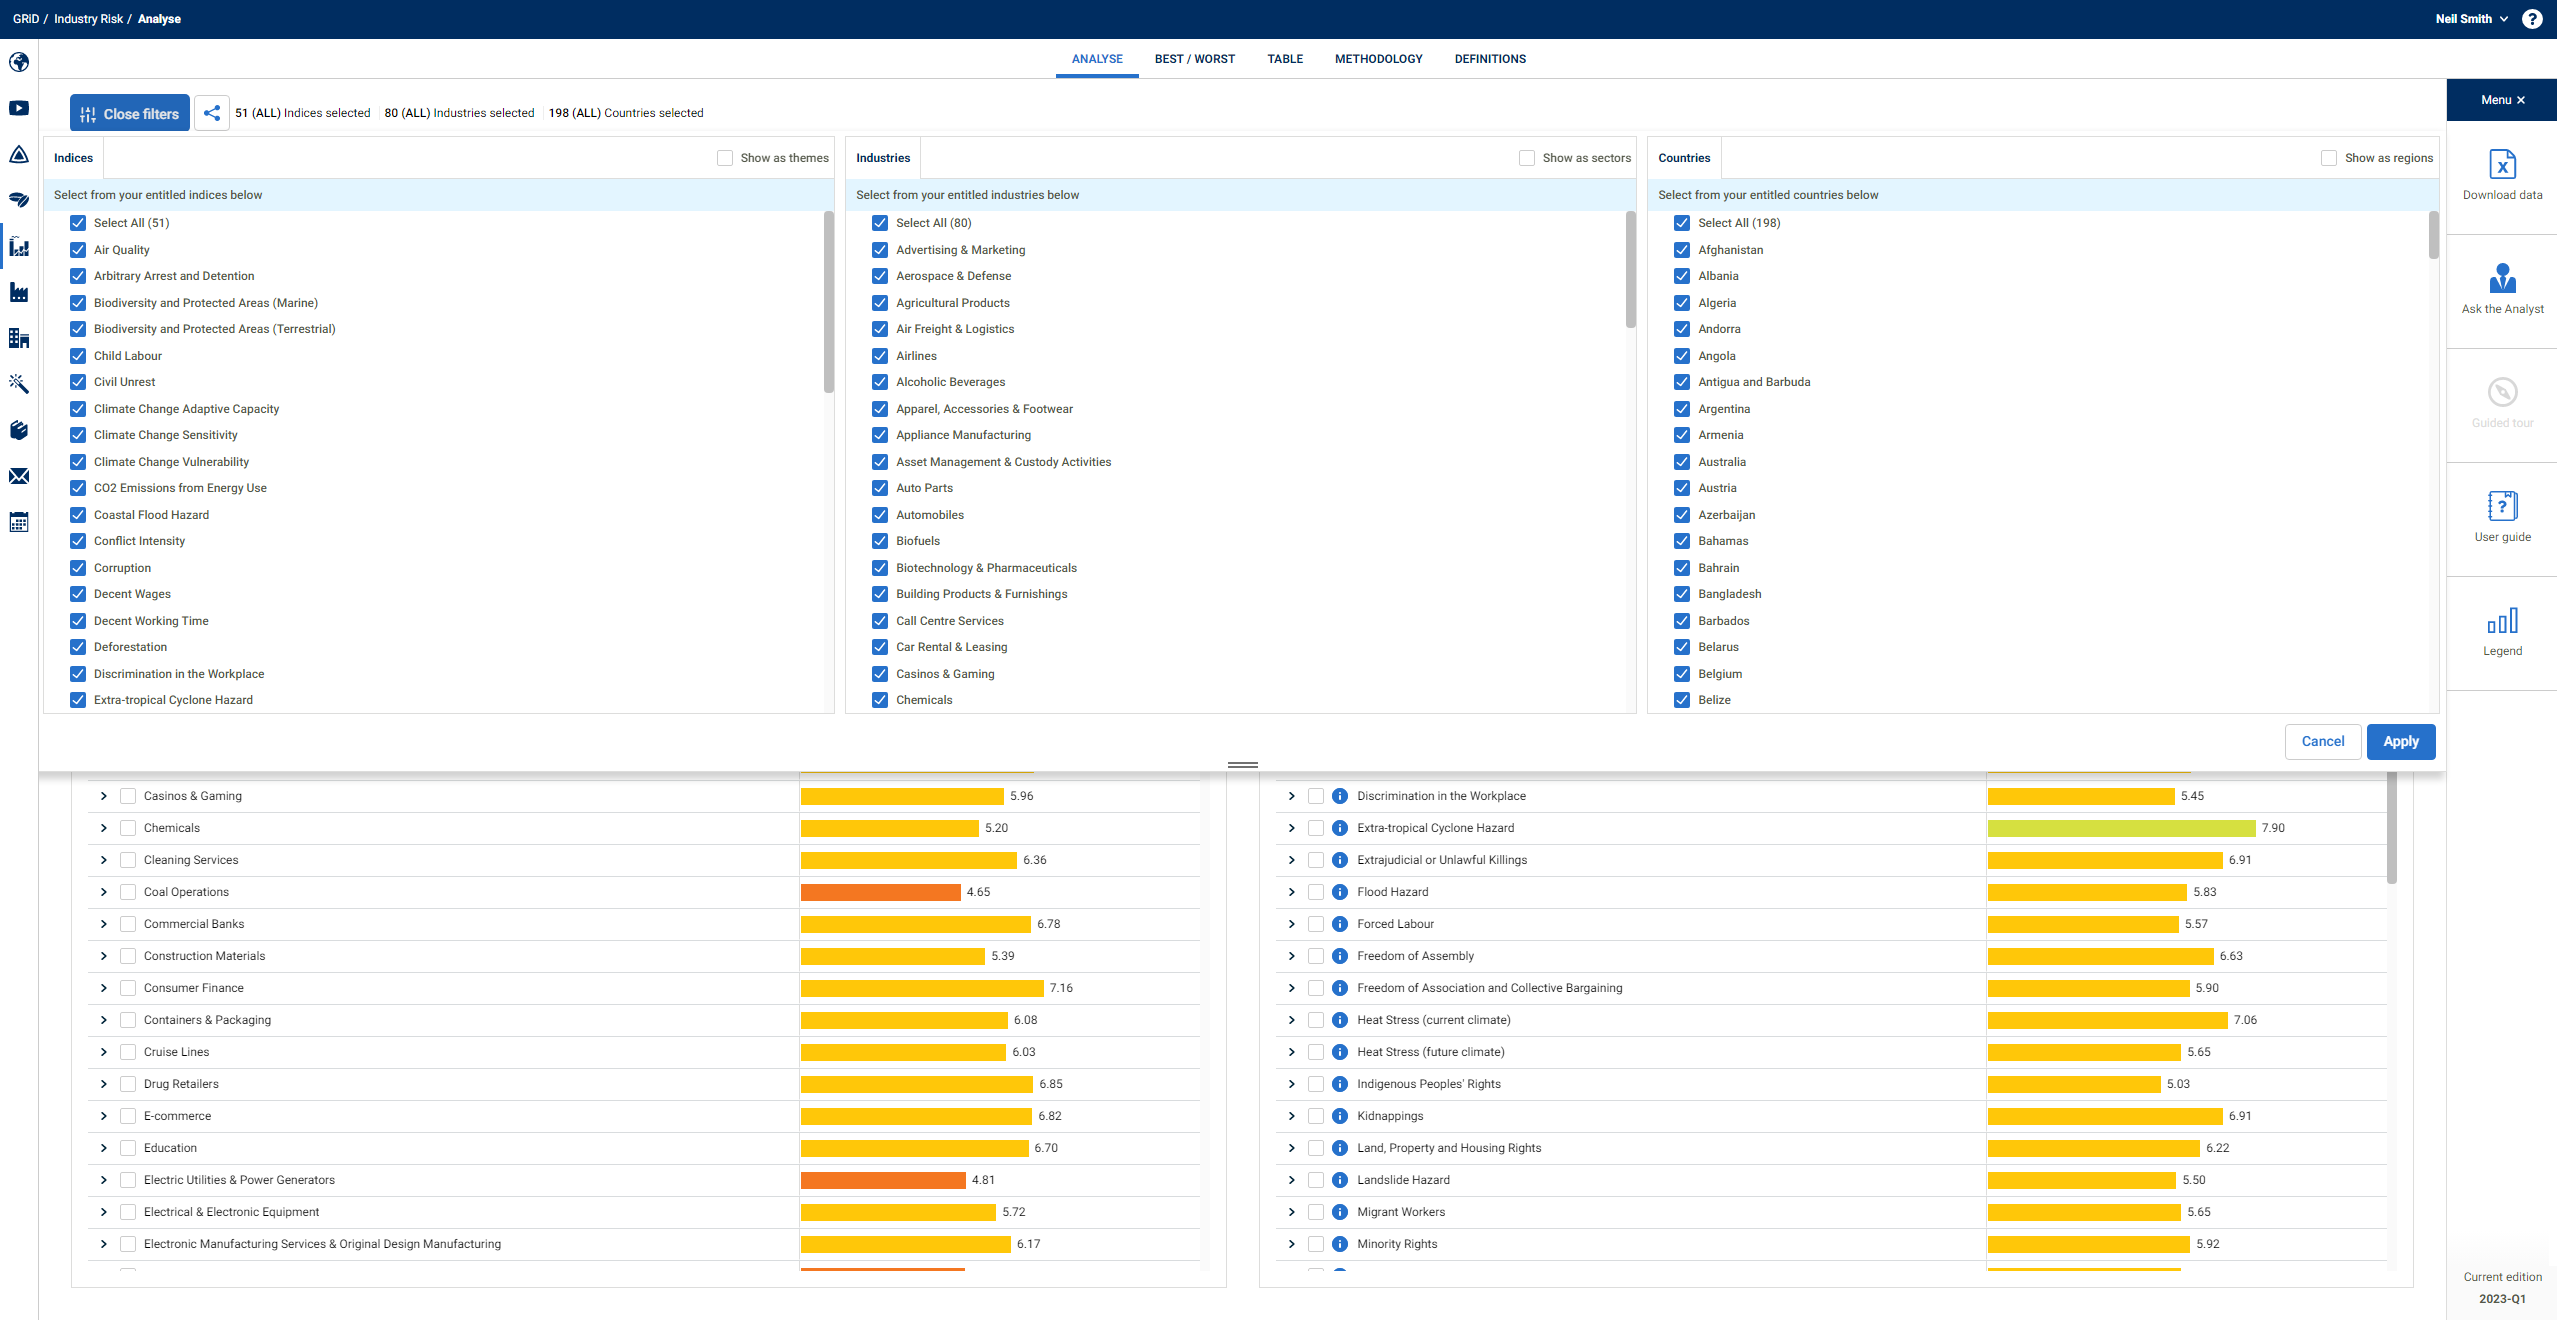 GRiD / Industry Risk / Analyse
Neil Smith
?
ANALYSE BEST / WORST TABLE METHODOLOGY DEFINITIONS
Close filters
51 (ALL) Indices selected 80 (ALL) Industries selected 198 (ALL) Countries selected
Menu ×
Indices
Show as themes
Select from your entitled indices below
Select All (51)
Air Quality
Arbitrary Arrest and Detention
Biodiversity and Protected Areas (Marine)
Biodiversity and Protected Areas (Terrestrial)
Child Labour
Civil Unrest
Climate Change Adaptive Capacity
Climate Change Sensitivity
Climate Change Vulnerability
CO2 Emissions from Energy Use
Coastal Flood Hazard
Conflict Intensity
Corruption
Decent Wages
Decent Working Time
Deforestation
Discrimination in the Workplace
Extra-tropical Cyclone Hazard
Industries
Show as sectors
Select from your entitled industries below
Select All (80)
Advertising & Marketing
Aerospace & Defense
Agricultural Products
Air Freight & Logistics
Airlines
Alcoholic Beverages
Apparel, Accessories & Footwear
Appliance Manufacturing
Asset Management & Custody Activities
Auto Parts
Automobiles
Biofuels
Biotechnology & Pharmaceuticals
Building Products & Furnishings
Call Centre Services
Car Rental & Leasing
Casinos & Gaming
Chemicals
Countries
Show as regions
Select from your entitled countries below
Select All (198)
Afghanistan
Albania
Algeria
Andorra
Angola
Antigua and Barbuda
Argentina
Armenia
Australia
Austria
Azerbaijan
Bahamas
Bahrain
Bangladesh
Barbados
Belarus
Belgium
Belize
Cancel
Apply
Casinos & Gaming 5.96
Chemicals 5.20
Cleaning Services 6.36
Coal Operations 4.65
Commercial Banks 6.78
Construction Materials 5.39
Consumer Finance 7.16
Containers & Packaging 6.08
Cruise Lines 6.03
Drug Retailers 6.85
E-commerce 6.82
Education 6.70
Electric Utilities & Power Generators 4.81
Electrical & Electronic Equipment 5.72
Electronic Manufacturing Services & Original Design Manufacturing 6.17
Discrimination in the Workplace 5.45
Extra-tropical Cyclone Hazard 7.90
Extrajudicial or Unlawful Killings 6.91
Flood Hazard 5.83
Forced Labour 5.57
Freedom of Assembly 6.63
Freedom of Association and Collective Bargaining 5.90
Heat Stress (current climate) 7.06
Heat Stress (future climate) 5.65
Indigenous Peoples' Rights 5.03
Kidnappings 6.91
Land, Property and Housing Rights 6.22
Landslide Hazard 5.50
Migrant Workers 5.65
Minority Rights 5.92
Download data
Ask the Analyst
Guided tour
User guide
Legend
Current edition
2023-Q1